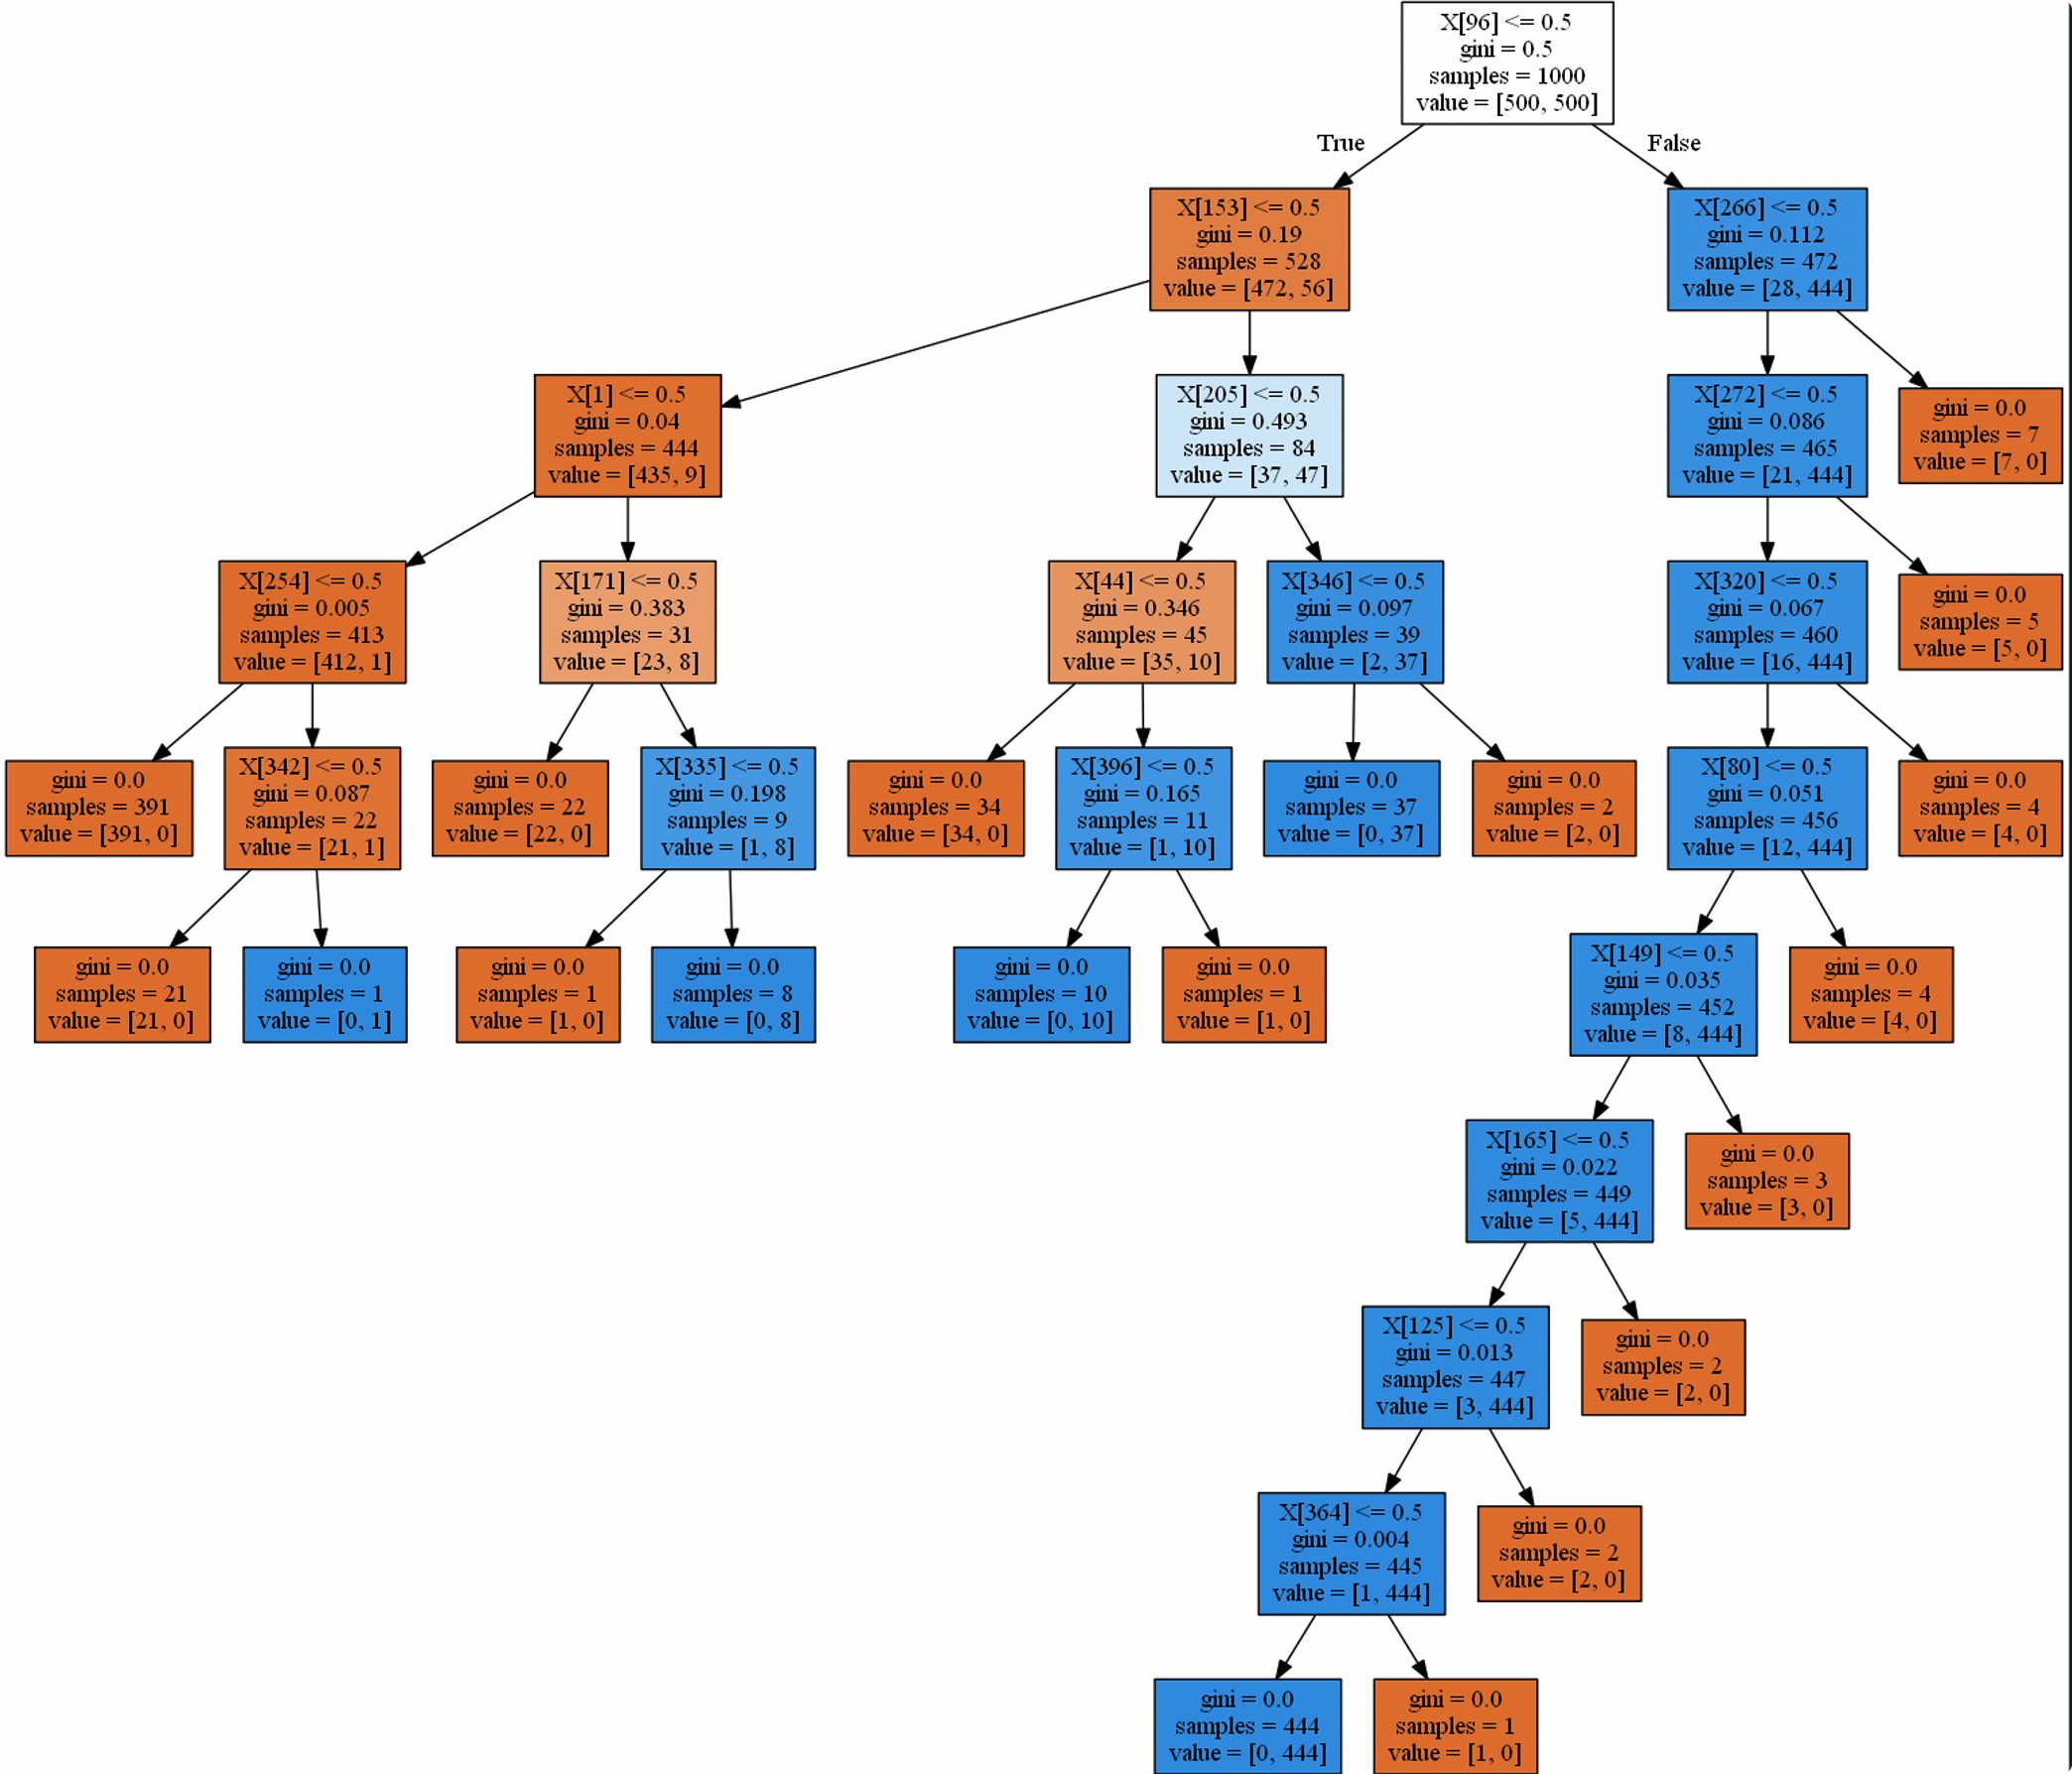 X[96] <= 0.5
gini = 0.5
samples = 1000
value = [500, 500]
True
False
X[153] <= 0.5
gini = 0.19
samples = 528
value = [472, 56]
X[266] <= 0.5
gini = 0.112
samples = 472
value = [28, 444]
X[1] <= 0.5
gini = 0.04
samples = 444
value = [435, 9]
X[205] <= 0.5
gini = 0.493
samples = 84
value = [37, 47]
X[272] <= 0.5
gini = 0.086
samples = 465
value = [21, 444]
gini = 0.0
samples = 7
value = [7, 0]
X[254] <= 0.5
gini = 0.005
samples = 413
value = [412, 1]
X[171] <= 0.5
gini = 0.383
samples = 31
value = [23, 8]
X[44] <= 0.5
gini = 0.346
samples = 45
value = [35, 10]
X[346] <= 0.5
gini = 0.097
samples = 39
value = [2, 37]
X[320] <= 0.5
gini = 0.067
samples = 460
value = [16, 444]
gini = 0.0
samples = 5
value = [5, 0]
gini = 0.0
samples = 391
value = [391, 0]
X[342] <= 0.5
gini = 0.087
samples = 22
value = [21, 1]
gini = 0.0
samples = 22
value = [22, 0]
X[335] <= 0.5
gini = 0.198
samples = 9
value = [1, 8]
gini = 0.0
samples = 34
value = [34, 0]
X[396] <= 0.5
gini = 0.165
samples = 11
value = [1, 10]
gini = 0.0
samples = 37
value = [0, 37]
gini = 0.0
samples = 2
value = [2, 0]
X[80] <= 0.5
gini = 0.051
samples = 456
value = [12, 444]
gini = 0.0
samples = 4
value = [4, 0]
gini = 0.0
samples = 21
value = [21, 0]
gini = 0.0
samples = 1
value = [0, 1]
gini = 0.0
samples = 1
value = [1, 0]
gini = 0.0
samples = 8
value = [0, 8]
gini = 0.0
samples = 10
value = [0, 10]
gini = 0.0
samples = 1
value = [1, 0]
X[149] <= 0.5
gini = 0.035
samples = 452
value = [8, 444]
gini = 0.0
samples = 4
value = [4, 0]
X[165] <= 0.5
gini = 0.022
samples = 449
value = [5, 444]
gini = 0.0
samples = 3
value = [3, 0]
X[125] <= 0.5
gini = 0.013
samples = 447
value = [3, 444]
gini = 0.0
samples = 2
value = [2, 0]
X[364] <= 0.5
gini = 0.004
samples = 445
value = [1, 444]
gini = 0.0
samples = 2
value = [2, 0]
gini = 0.0
samples = 444
value = [0, 444]
gini = 0.0
samples = 1
value = [1, 0]